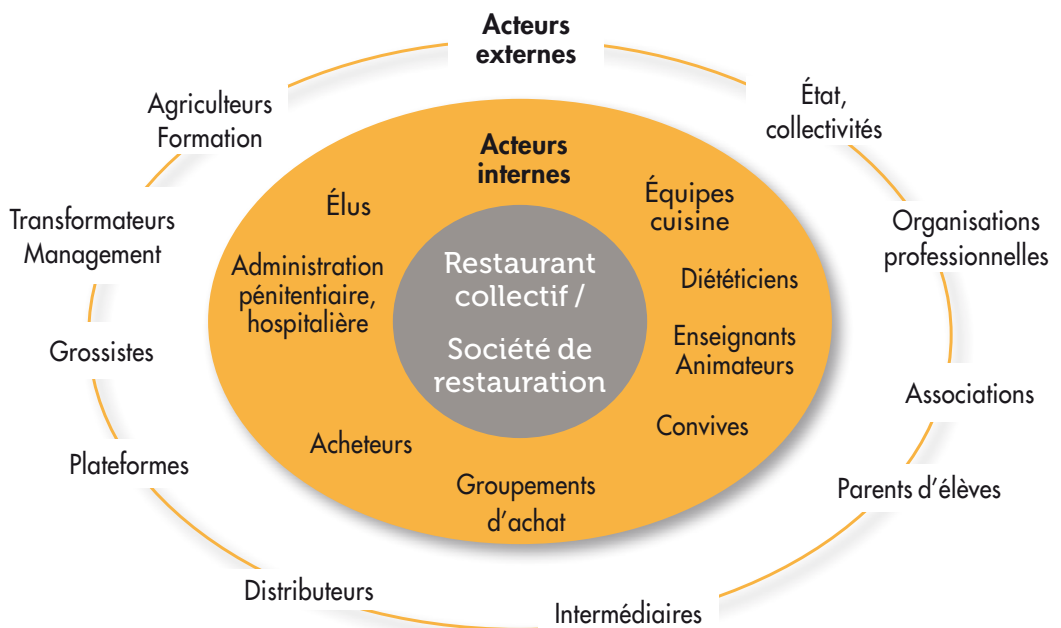 Acteurs
externes
Agriculteurs
Formation
État,
collectivités
Transformateurs
Management
Organisations
professionnelles
Grossistes
Associations
Plateformes
Parents d'élèves
Distributeurs
Intermédiaires
Acteurs
internes
Élus
Équipes
cuisine
Administration
pénitentiaire,
hospitalière
Diététiciens
Enseignants
Animateurs
Acheteurs
Convives
Groupements
d'achat
Restaurant
collectif /
Société de
restauration